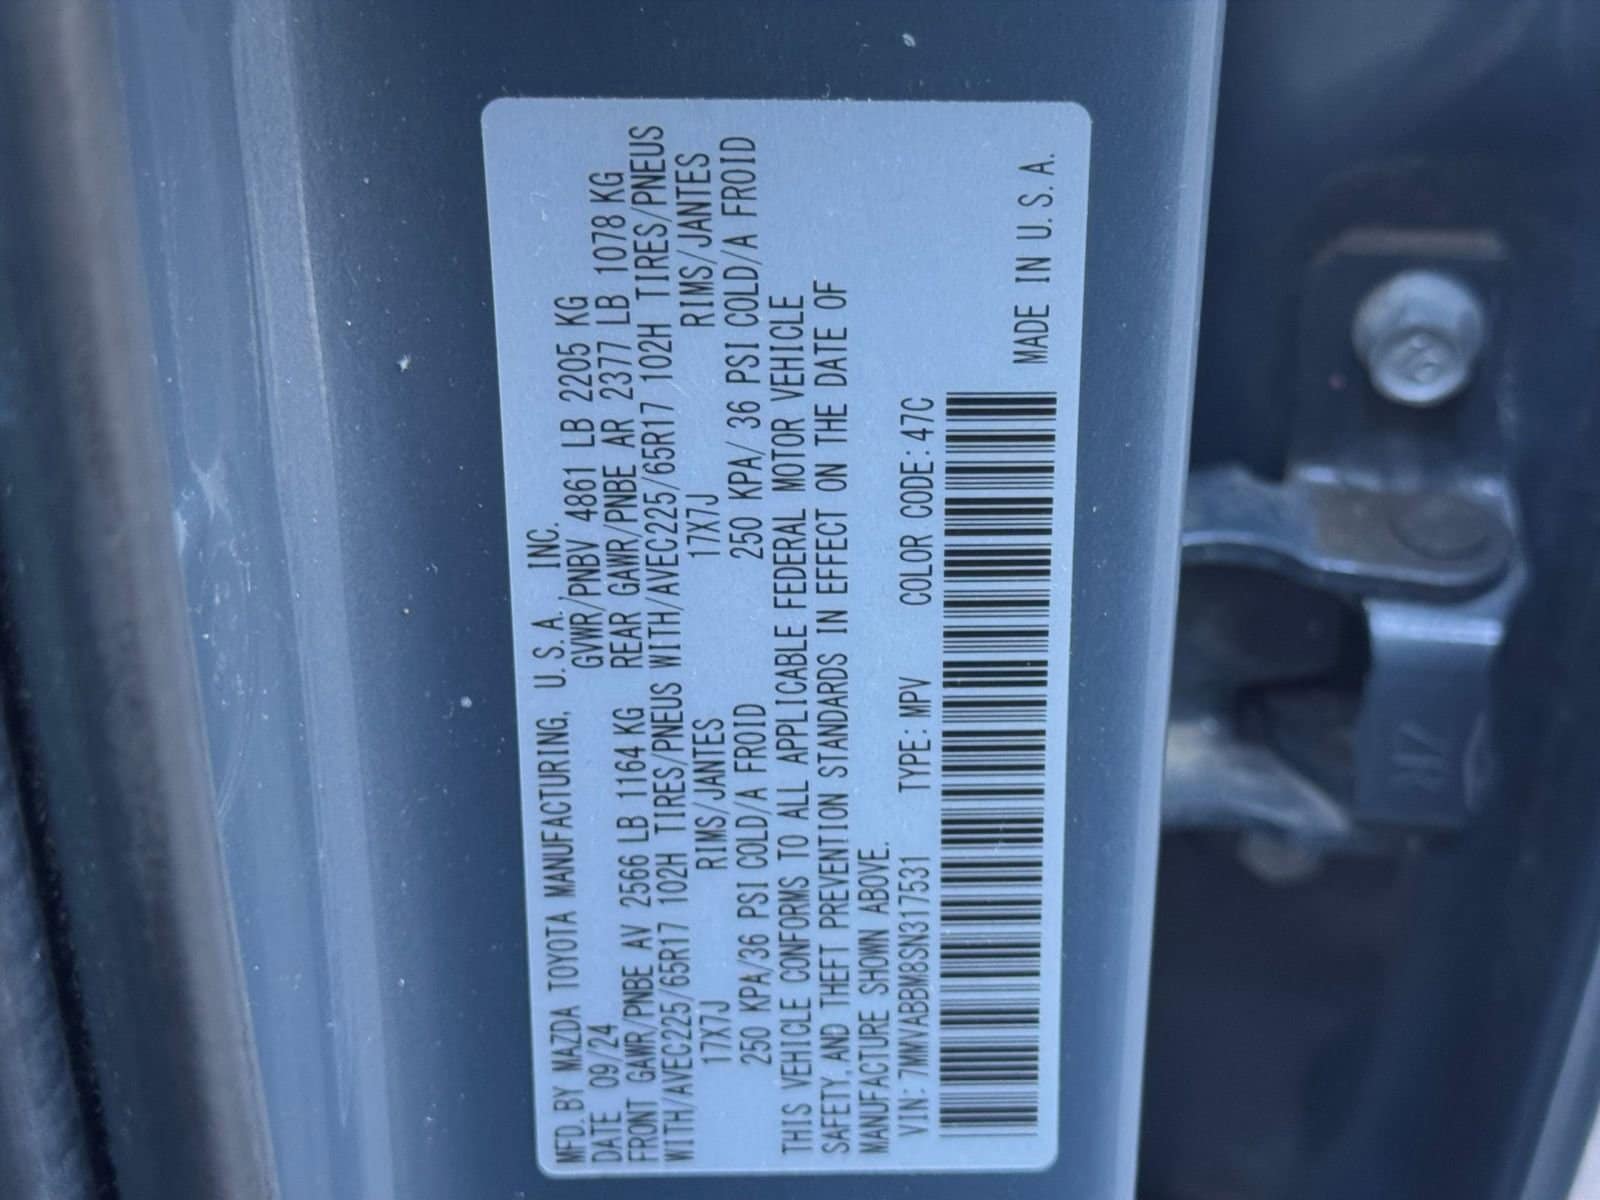 MFD. BY MAZDA TOYOTA MANUFACTURING, U.S.A., INC.
DATE 09/24 GVWR/PNBV 4861 LB 2205 KG
FRONT GAWR/PNBE AV 2566 LB 1164 KG REAR GAWR/PNBE AR 2377 LB 1078 KG
WITH/AVEC225/65R17 102H TIRES/PNEUS WITH/AVEC225/65R17 102H TIRES/PNEUS
17X7J RIMS/JANTES 17X7J RIMS/JANTES
250 KPA/36 PSI COLD/A FROID 250 KPA/ 36 PSI COLD/A FROID
THIS VEHICLE CONFORMS TO ALL APPLICABLE FEDERAL MOTOR VEHICLE
SAFETY, AND THEFT PREVENTION STANDARDS IN EFFECT ON THE DATE OF
MANUFACTURE SHOWN ABOVE.
VIN: 7MMVABBM8SN317531 TYPE: MPV COLOR CODE: 47C
MADE IN U.S.A.